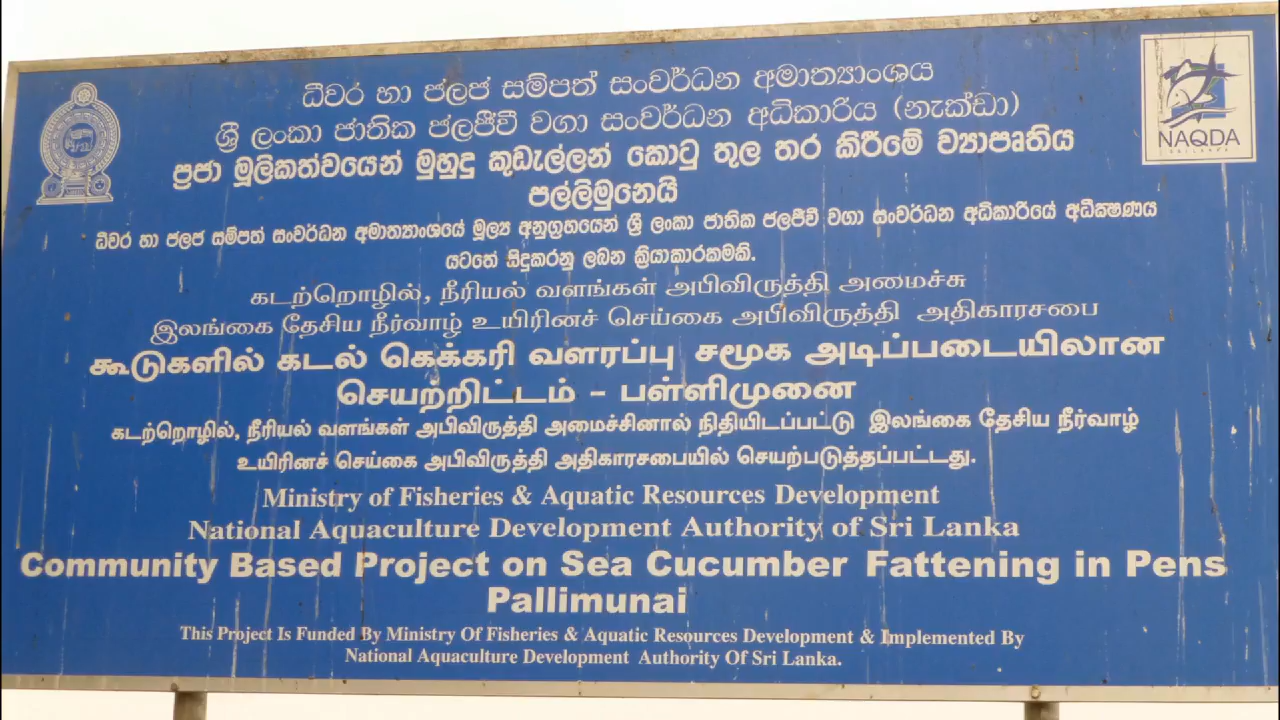 ධීවර හා ජලජ සම්පත් සංවර්ධන අමාත්‍යාංශය
ශ්‍රී ලංකා ජාතික ජලජීවී වගා සංවර්ධන අධිකාරිය (නැක්ඩා)
ප්‍රජා මූලිකත්වයෙන් මුහුදු කුඩැල්ලන් කොටු තුල තර කිරීමේ ව්‍යාපෘතිය
පල්ලිමුනෙයි
ධීවර හා ජලජ සම්පත් සංවර්ධන අමාත්‍යාංශයේ මූල්‍ය අනුග්‍රහයෙන් ශ්‍රී ලංකා ජාතික ජලජීවී වගා සංවර්ධන අධිකාරියේ අධීක්ෂණය
යටතේ සිදුකරනු ලබන ක්‍රියාකාරකමකි.
கடற்றொழில், நீரியல் வளங்கள் அபிவிருத்தி அமைச்சு
இலங்கை தேசிய நீர்வாழ் உயிரினச் செய்கை அபிவிருத்தி அதிகாரசபை
கூடுகளில் கடல் கெக்கரி வளரப்பு சமூக அடிப்படையிலான
செயற்றிட்டம் - பள்ளிமுனை
கடற்றொழில், நீரியல் வளங்கள் அபிவிருத்தி அமைச்சினால் நிதியிடப்பட்டு இலங்கை தேசிய நீர்வாழ்
உயிரினச் செய்கை அபிவிருத்தி அதிகாரசபையில் செயற்படுத்தப்பட்டது.
Ministry of Fisheries & Aquatic Resources Development
National Aquaculture Development Authority of Sri Lanka
Community Based Project on Sea Cucumber Fattening in Pens
Pallimunai
This Project Is Funded By Ministry Of Fisheries & Aquatic Resources Development & Implemented By
National Aquaculture Development Authority Of Sri Lanka.
NAQDA
SRI LANKA